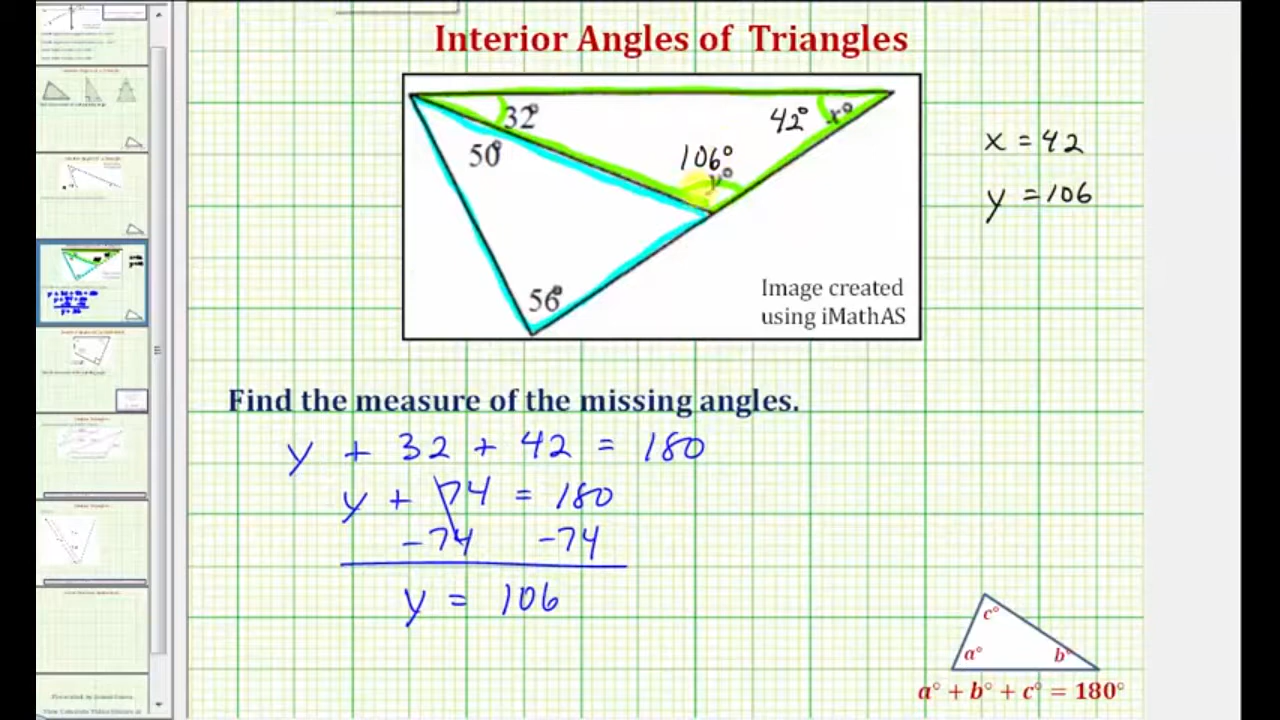 Interior Angles of Triangles
32°
42° x°
50°
106°
y°
56°
Image created
using iMathAS
x = 42
y = 106
Find the measure of the missing angles.
y + 32 + 42 = 180
y + 74 = 180
-74 -74
y = 106
c°
a° b°
a° + b° + c° = 180°